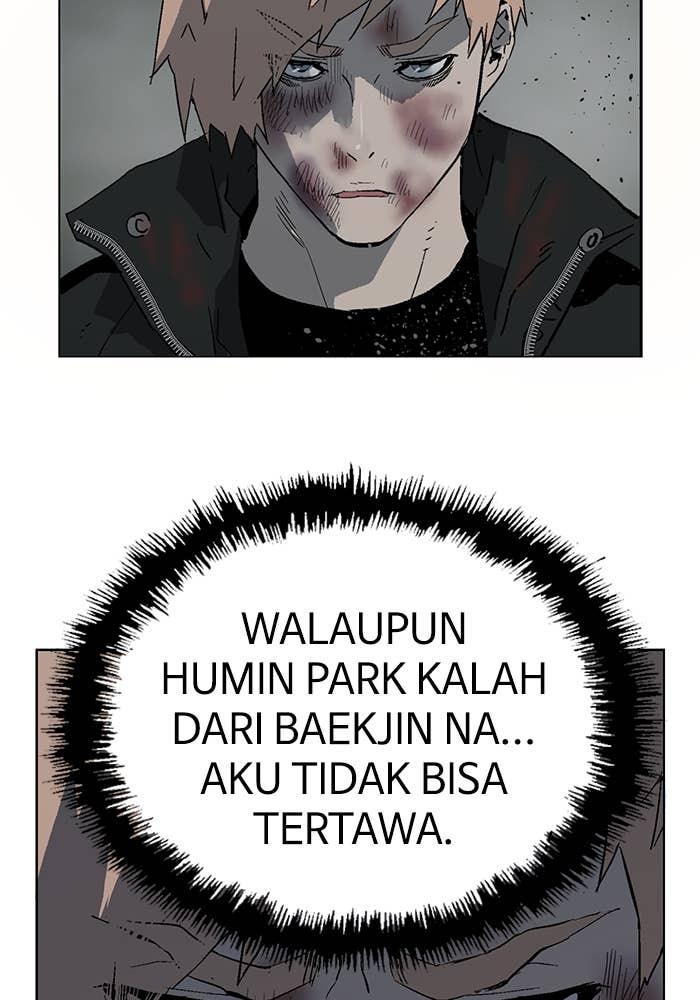 WALAUPUN
HUMIN PARK KALAH
DARI BAEKJIN NA...
AKU TIDAK BISA
TERTAWA.